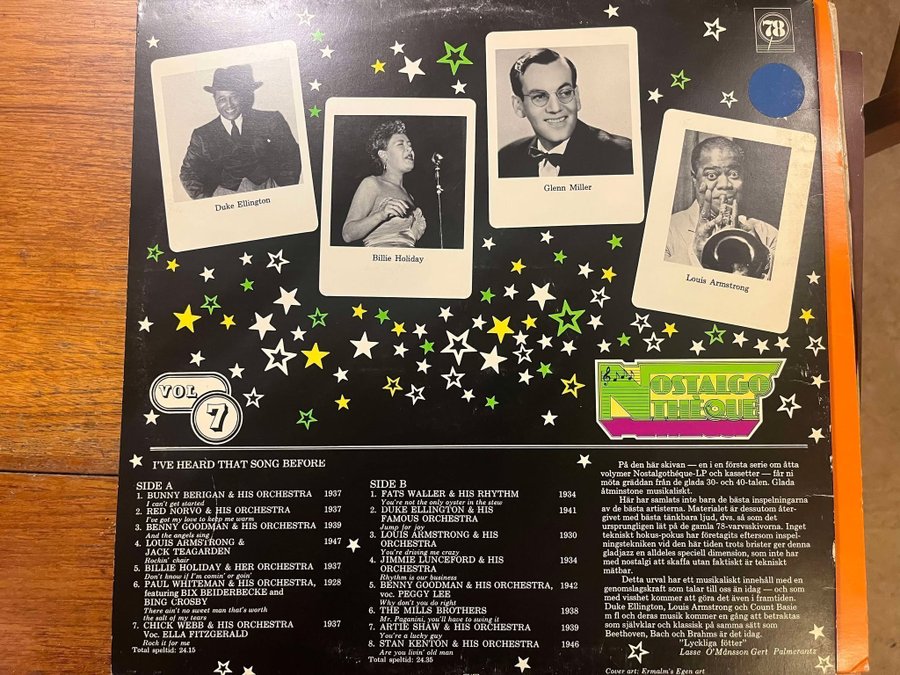 78
Duke Ellington
Billie Holiday
Glenn Miller
Louis Armstrong
VOL
7
NOSTALGO
THÈQUE
I'VE HEARD THAT SONG BEFORE
SIDE A
1. BUNNY BERIGAN & HIS ORCHESTRA 1937
I can't get started
2. RED NORVO & HIS ORCHESTRA 1937
I've got my love to keep me warm
3. BENNY GOODMAN & HIS ORCHESTRA 1939
And the angels sing
4. LOUIS ARMSTRONG & 1947
JACK TEAGARDEN
Rockin' chair
5. BILLIE HOLIDAY & HER ORCHESTRA 1937
Don't know if I'm comin' or goin'
6. PAUL WHITEMAN & HIS ORCHESTRA, 1928
featuring BIX BEIDERBECKE and
BING CROSBY
There ain't no sweet man that's worth
the salt of my tears
7. CHICK WEBB & HIS ORCHESTRA 1937
Voc. ELLA FITZGERALD
Rock it for me
Total speltid: 24.15
SIDE B
1. FATS WALLER & HIS RHYTHM 1934
You're not the only oyster in the stew
2. DUKE ELLINGTON & HIS 1941
FAMOUS ORCHESTRA
Jump for joy
3. LOUIS ARMSTRONG & HIS 1930
ORCHESTRA
You're driving me crazy
4. JIMMIE LUNCEFORD & HIS 1934
ORCHESTRA
Rhythm is our business
5. BENNY GOODMAN & HIS ORCHESTRA, 1942
voc. PEGGY LEE
Why don't you do right
6. THE MILLS BROTHERS 1938
Mr. Paganini, you'll have to swing it
7. ARTIE SHAW & HIS ORCHESTRA 1939
You're a lucky guy
8. STAN KENTON & HIS ORCHESTRA 1946
Are you livin' old man
Total speltid: 24.35
På den här skivan — en i en första serie om åtta
volymer Nostalgothèque-LP och kassetter — får ni
möta gräddan från de glada 30- och 40-talen. Glada
åtminstone musikaliskt.
Här har samlats inte bara de bästa inspelningarna
av de bästa artisterna. Materialet är dessutom åter-
givet med bästa tänkbara ljud, dvs. så som det
ursprungligen lät på de gamla 78-varvsskivorna. Inget
tekniskt hokus-pokus har företagits eftersom inspel-
ningstekniken vid den här tiden trots brister ger denna
gladjazz en alldeles speciell dimension, som inte har
med nostalgi att skaffa utan faktiskt är tekniskt
mätbar.
Detta urval har ett musikaliskt innehåll med en
genomslagskraft som talar till oss än idag — och som
med visshet kommer att göra det även i framtiden.
Duke Ellington, Louis Armstrong och Count Basie
m fl och deras musik kommer en gång att betraktas
som självklar och klassisk på samma sätt som
Beethoven, Bach och Brahms är det idag.
"Lyckliga fötter"
Lasse O'Månsson Gert Palmcrantz
Cover art: Ermalm's Egen art